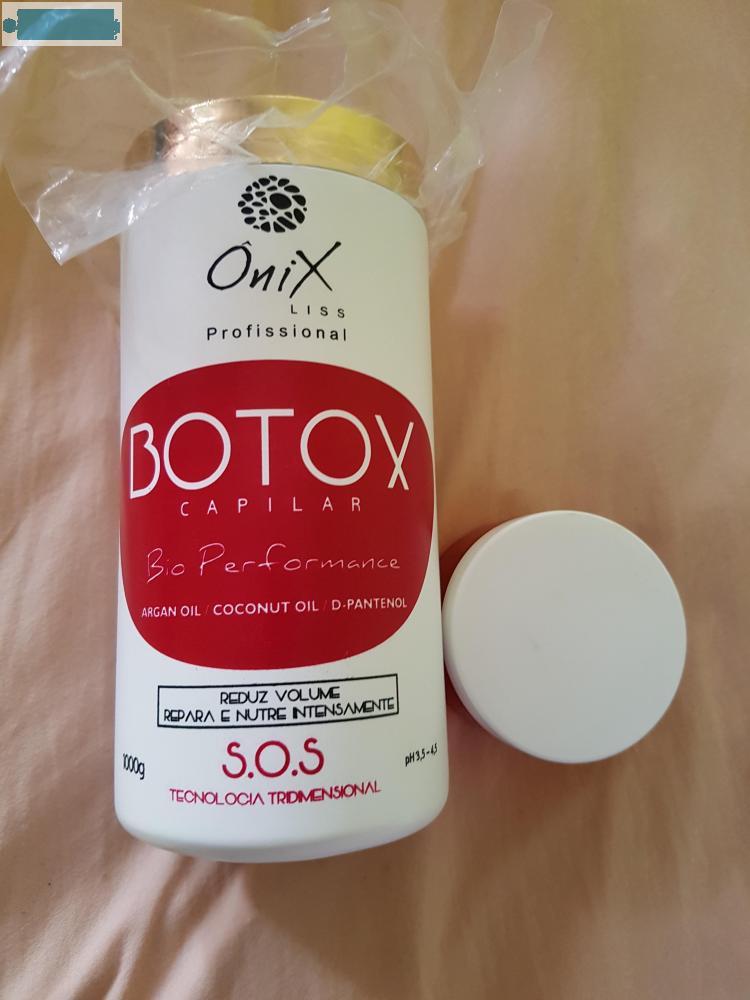 ÔniX
LISS
Profissional
BOTOX
CAPILAR
Bio Performance
ARGAN OIL / COCONUT OIL / D-PANTENOL
REDUZ VOLUME
REPARA E NUTRE INTENSAMENTE
S.O.S
1000g
pH 3,5-4,5
TECNOLOGIA TRIDIMENSIONAL